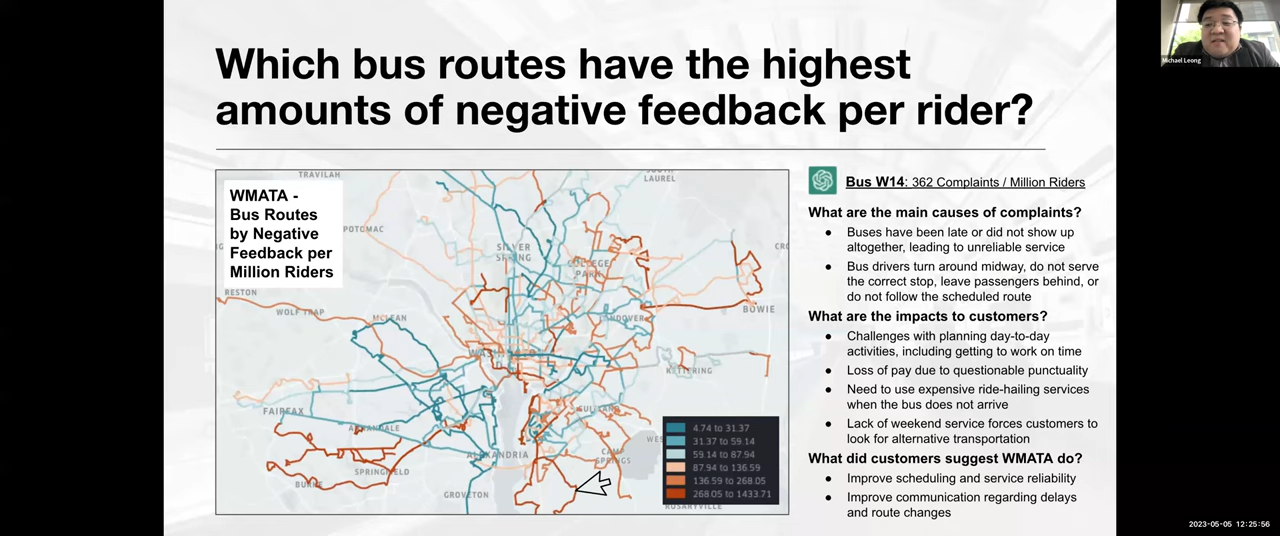 Which bus routes have the highest
amounts of negative feedback per rider?
WMATA -
Bus Routes
by Negative
Feedback per
Million Riders
TRAVILAH
LAUREL
POTOMAC
SILVER
SPRING
COLLEGE
PARK
RESTON
WOLF TRAP
MCLEAN
BOWIE
WASHINGTON
KETTERING
FAIRFAX
ANNANDALE
SUITLAND
ALEXANDRIA
CAMP
SPRINGS
SPRINGFIELD
BURKE
GROVETON
ROSARYVILLE
4.74 to 31.37
31.37 to 59.14
59.14 to 87.94
87.94 to 136.59
136.59 to 268.05
268.05 to 1433.71
Bus W14: 362 Complaints / Million Riders
What are the main causes of complaints?
● Buses have been late or did not show up
altogether, leading to unreliable service
● Bus drivers turn around midway, do not serve
the correct stop, leave passengers behind, or
do not follow the scheduled route
What are the impacts to customers?
● Challenges with planning day-to-day
activities, including getting to work on time
● Loss of pay due to questionable punctuality
● Need to use expensive ride-hailing services
when the bus does not arrive
● Lack of weekend service forces customers to
look for alternative transportation
What did customers suggest WMATA do?
● Improve scheduling and service reliability
● Improve communication regarding delays
and route changes
Michael Leong
2023-05-05 12:25:56